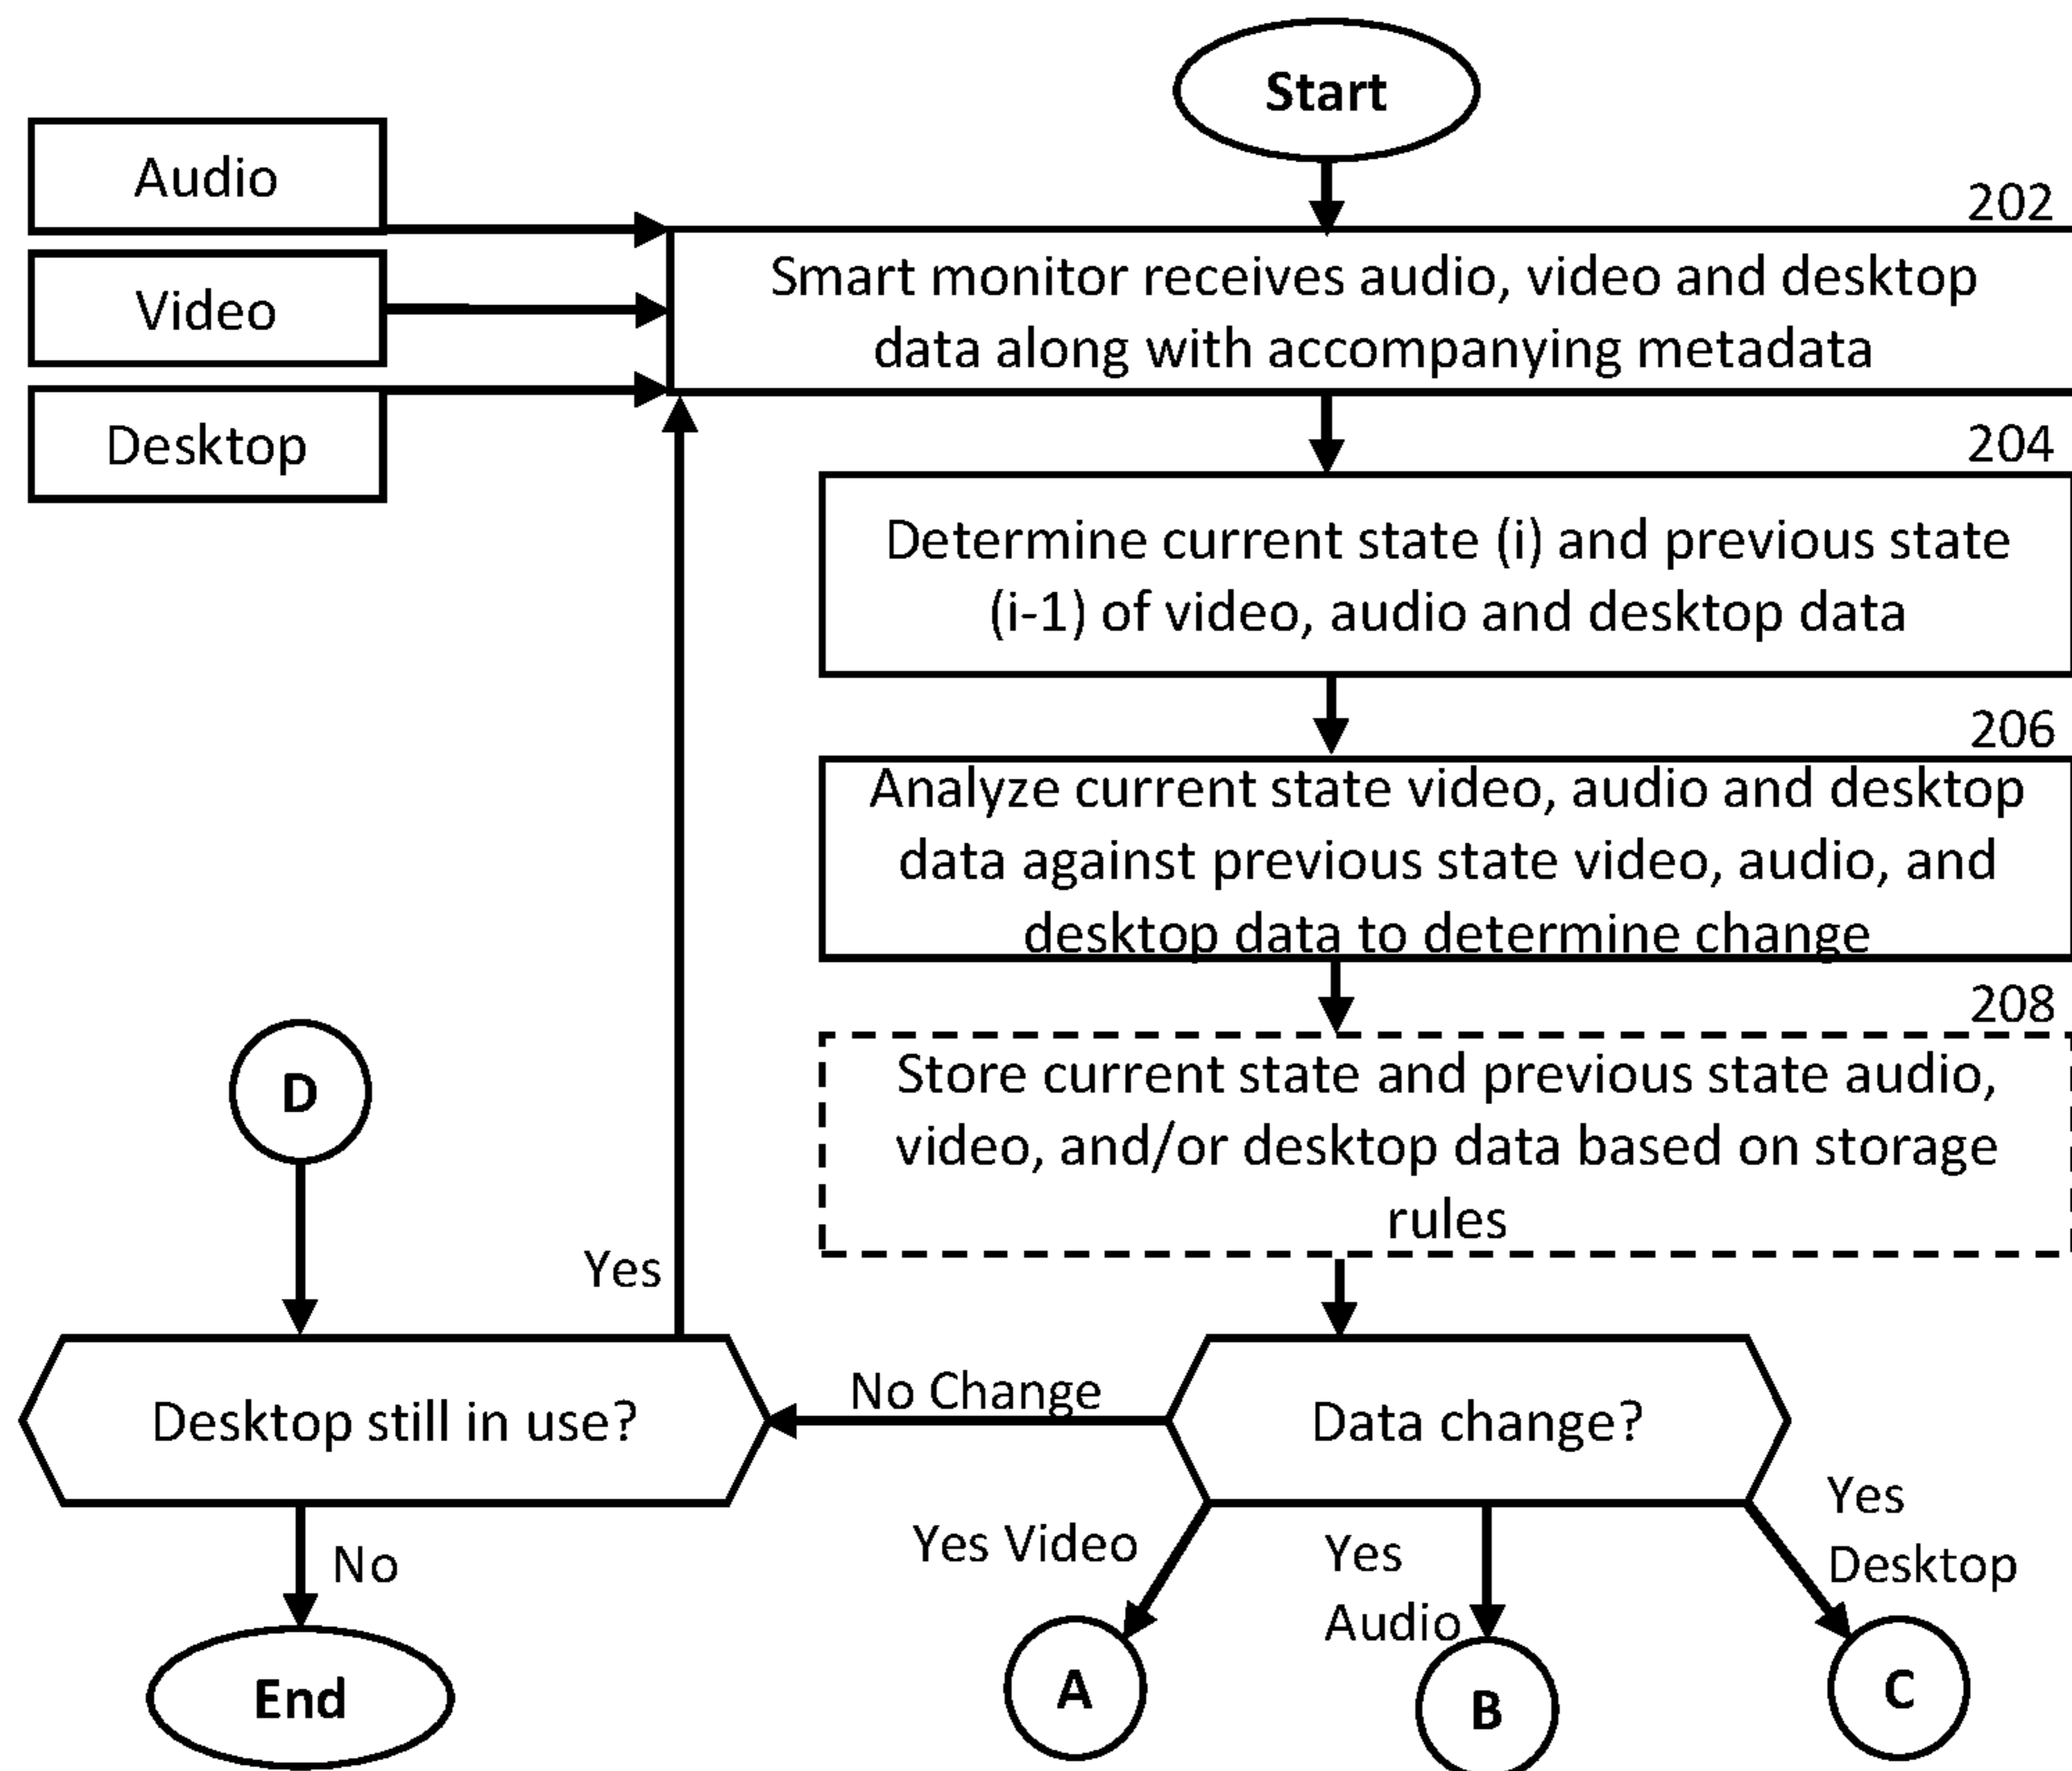 Start
Audio
Video
Desktop
202
Smart monitor receives audio, video and desktop
data along with accompanying metadata
204
Determine current state (i) and previous state
(i-1) of video, audio and desktop data
206
Analyze current state video, audio and desktop
data against previous state video, audio, and
desktop data to determine change
208
Store current state and previous state audio,
video, and/or desktop data based on storage
rules
D
Yes
Desktop still in use?
No Change
Data change?
No
End
Yes Video
A
Yes
Audio
B
Yes
Desktop
C